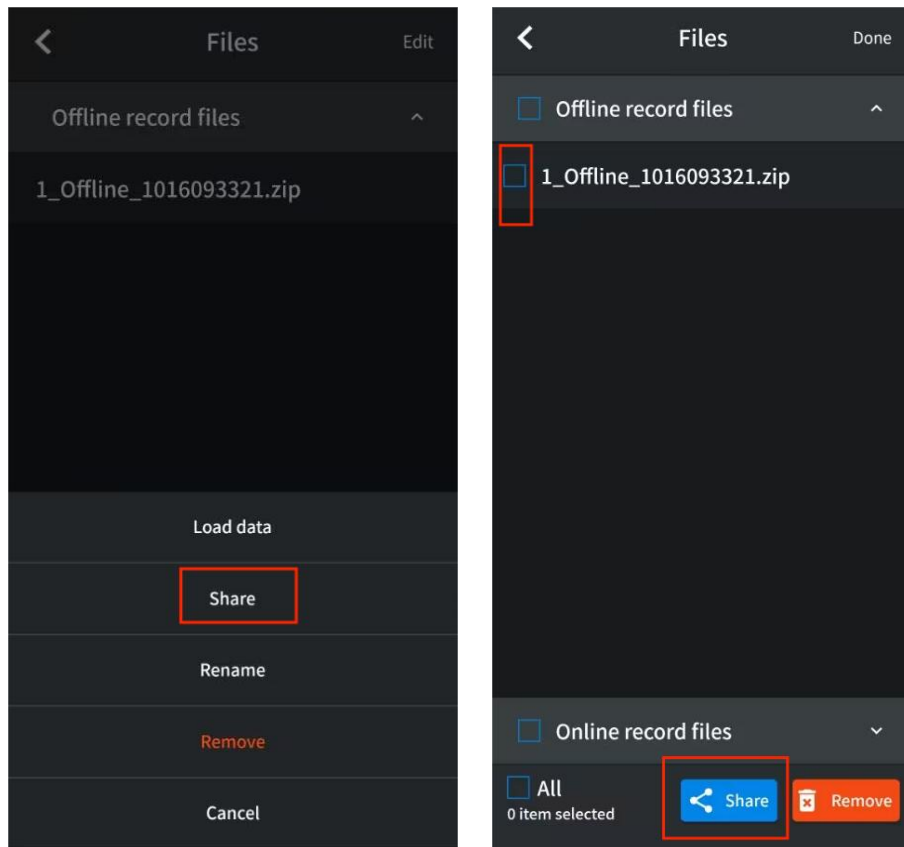 Files
Edit
Offline record files
1_Offline_1016093321.zip
Load data
Share
Rename
Remove
Cancel
Files
Done
Offline record files
1_Offline_1016093321.zip
Online record files
All
0 item selected
Share
Remove